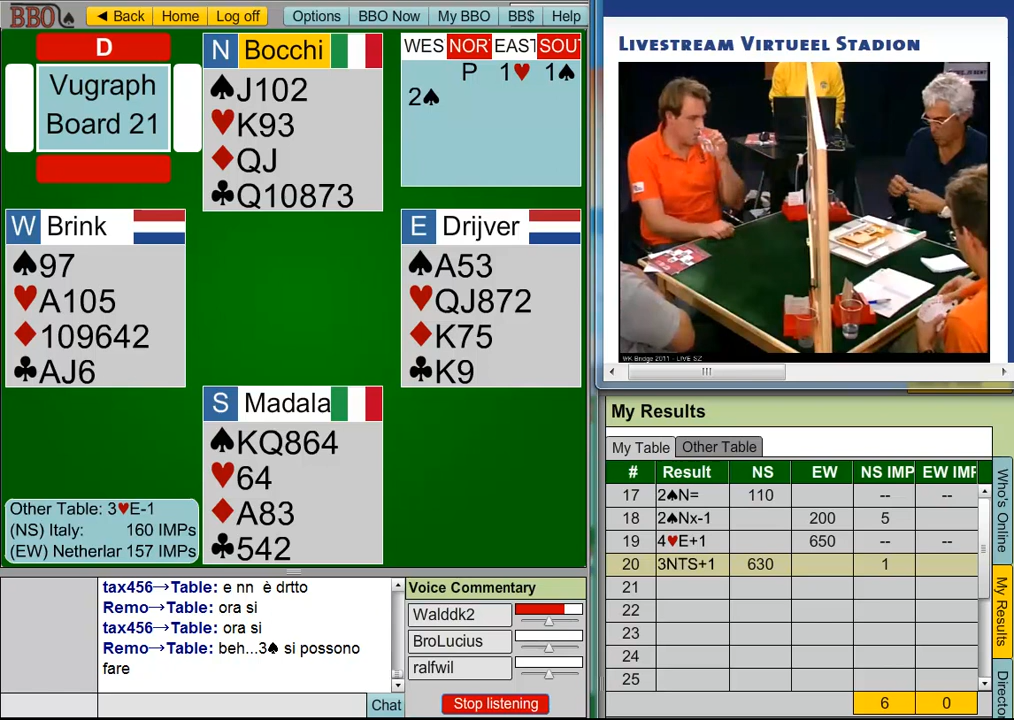 BBO Back Home Log off Options BBO Now My BBO BB$ Help
D
Vugraph
Board 21
N Bocchi
♠J102
♥K93
♦QJ
♣Q10873
WES NOR EAST SOUT
P 1♥ 1♠
2♠
W Brink
♠97
♥A105
♦109642
♣AJ6
E Drijver
♠A53
♥QJ872
♦K75
♣K9
S Madala
♠KQ864
♥64
♦A83
♣542
Other Table: 3♥E-1
(NS) Italy: 160 IMPs
(EW) Netherlar 157 IMPs
tax456→Table: e nn è drtto
Remo→Table: ora si
tax456→Table: ora si
Remo→Table: beh...3♠ si possono
fare
Chat
Voice Commentary
Walddk2
BroLucius
ralfwil
Stop listening
Livestream Virtueel Stadion
WK Bridge 2011 - LIVE SZ
My Results
My Table Other Table
# Result NS EW NS IMP EW IMF
17 2♠N= 110 -- --
18 2♠Nx-1 200 5
19 4♥E+1 650 -- --
20 3NTS+1 630 1
21
22
23
24
25
6 0
Who's Online
My Results
Director